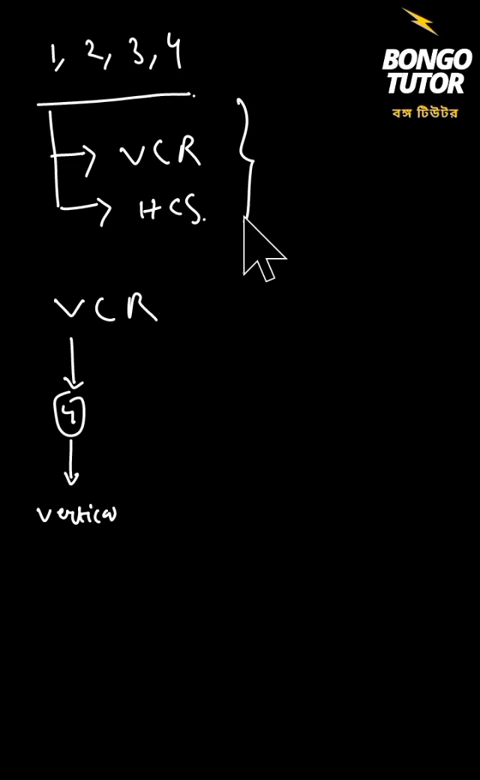 1, 2, 3, 4
BONGO
TUTOR
বঙ্গ টিউটর
VCR
HCS.
VCR
4
vertical